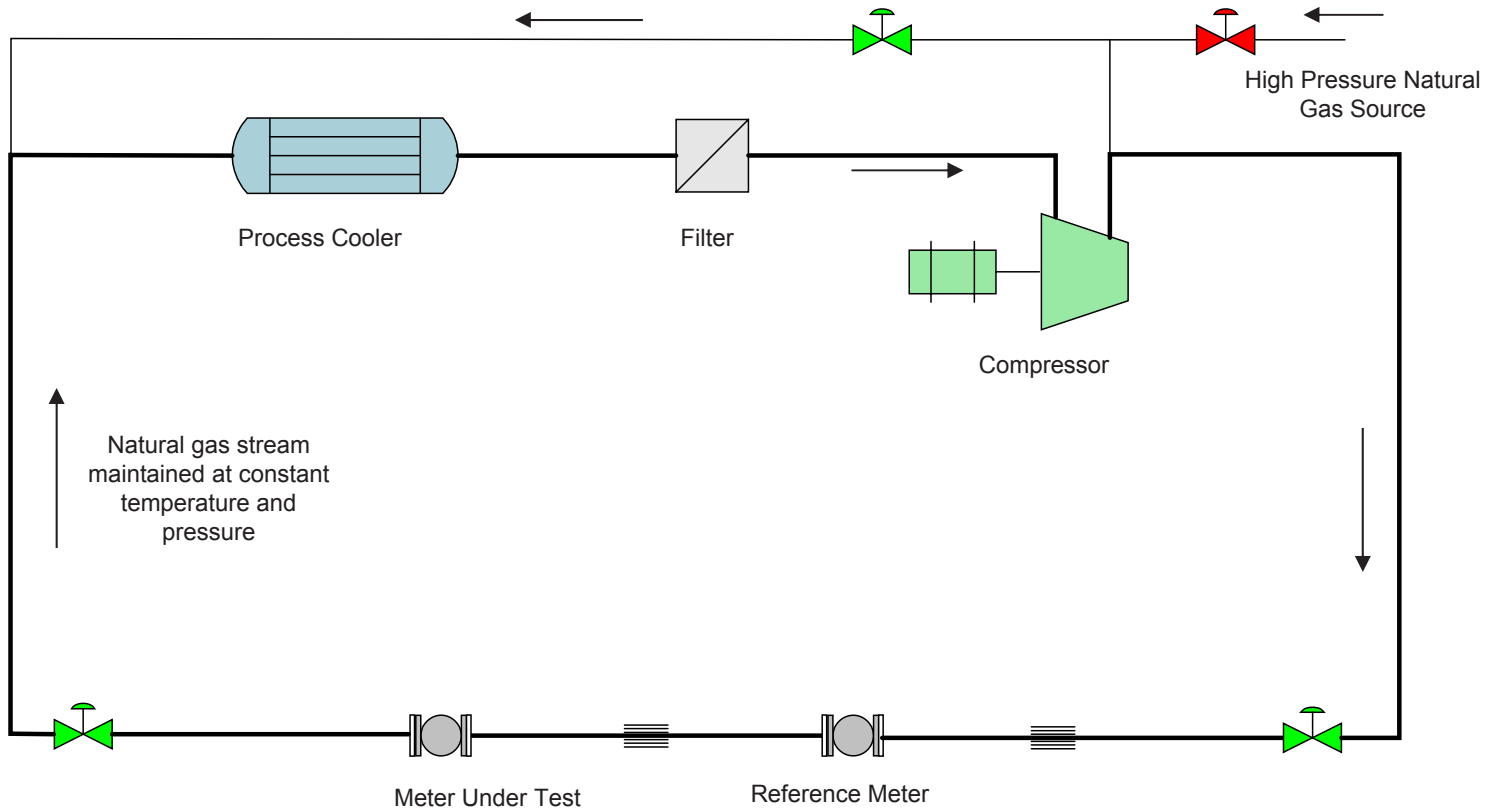 High Pressure Natural
Gas Source
Process Cooler
Filter
Compressor
Natural gas stream
maintained at constant
temperature and
pressure
Meter Under Test
Reference Meter